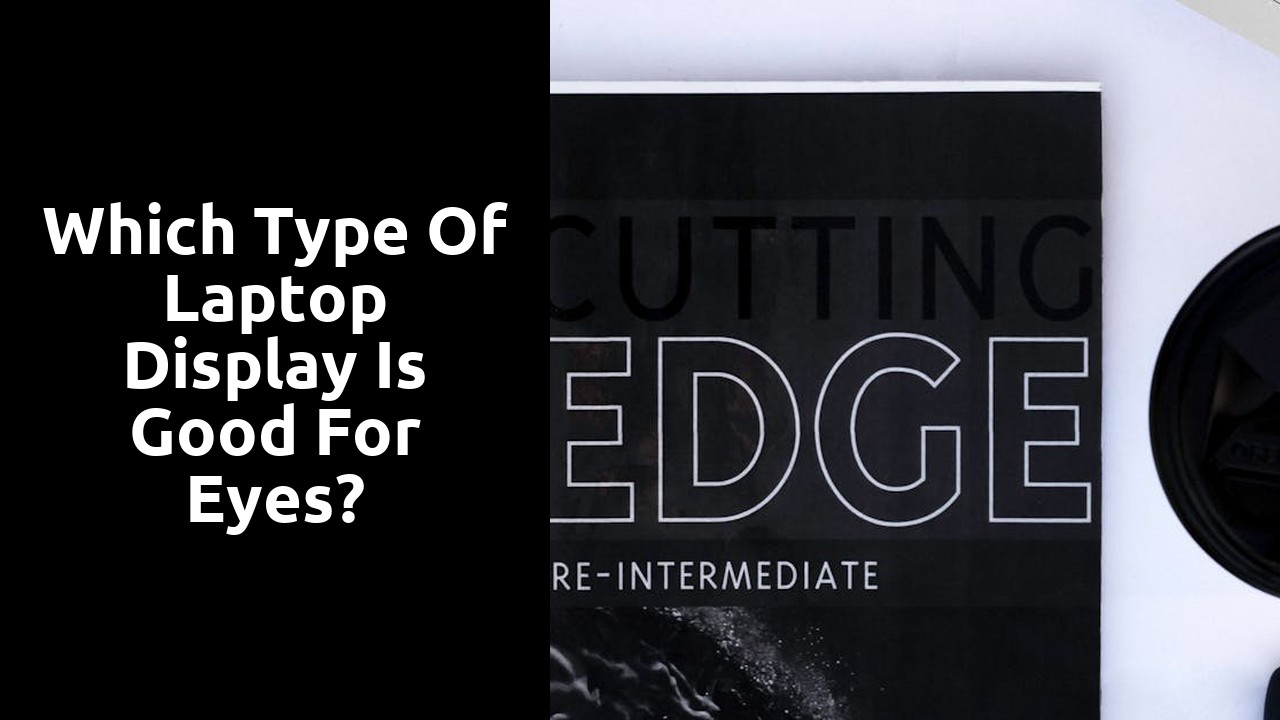 Which Type Of
Laptop
Display Is
Good For
Eyes?
CUTTING
EDGE
RE-INTERMEDIATE